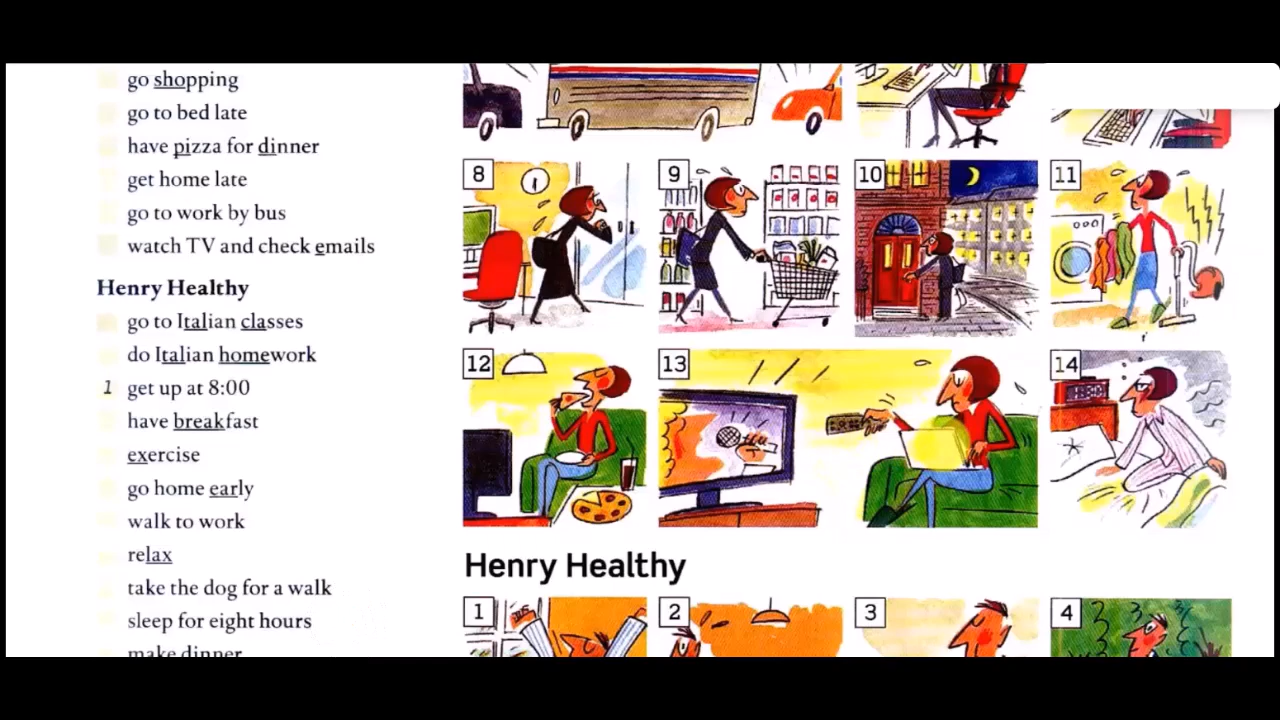 go shopping
go to bed late
have pizza for dinner
get home late
go to work by bus
watch TV and check emails
Henry Healthy
go to Italian classes
do Italian homework
1 get up at 8:00
have breakfast
exercise
go home early
walk to work
relax
take the dog for a walk
sleep for eight hours
make dinner
8
9
10
11
12
13
14
Henry Healthy
1
2
3
4